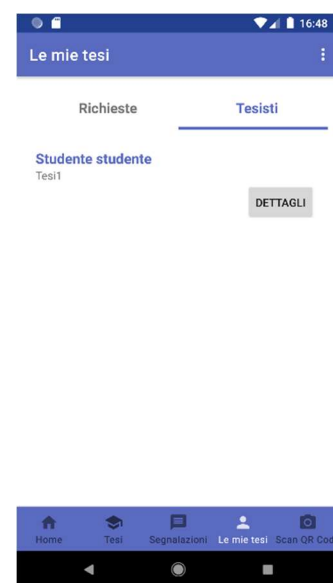 16:48
Le mie tesi
Richieste Tesisti
Studente studente
Tesi1
DETTAGLI
Home Tesi Segnalazioni Le mie tesi Scan QR Cod